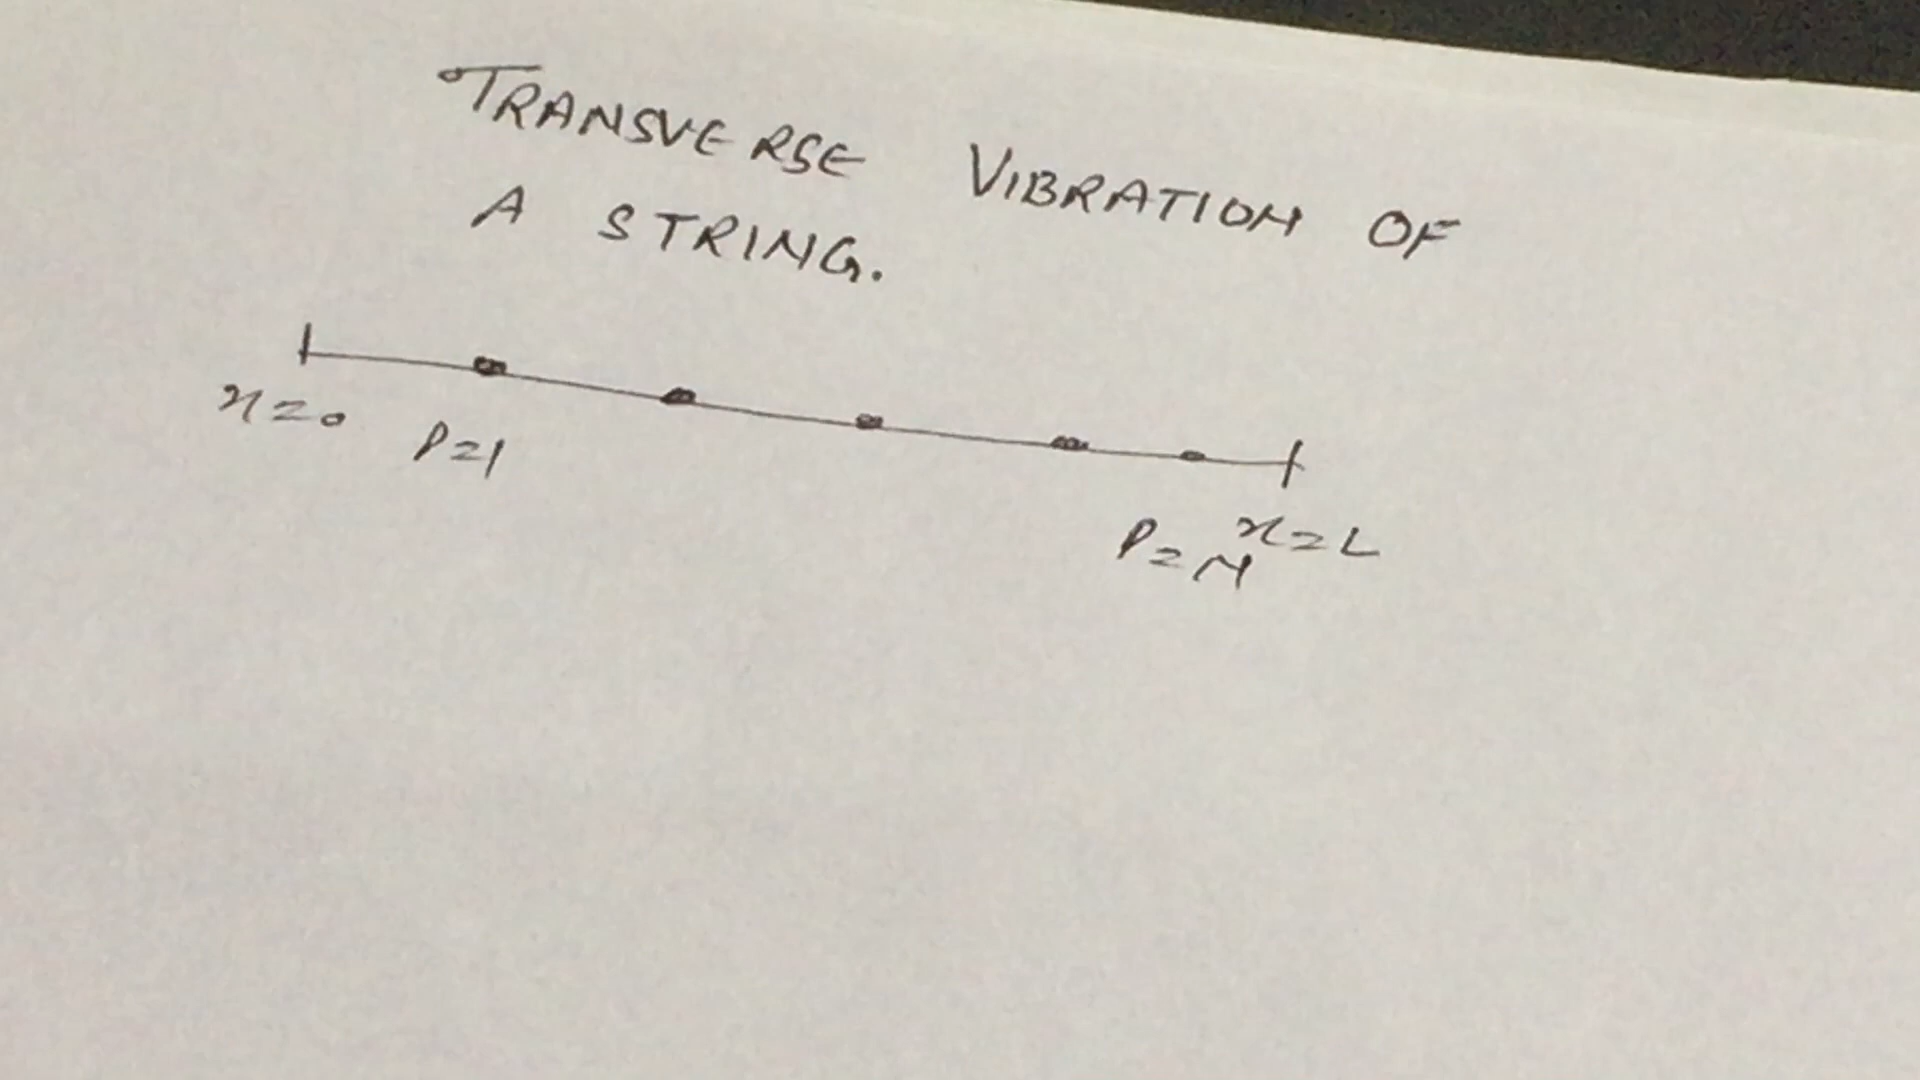 TRANSVERSE VIBRATION OF
A STRING.
x=0 P=1
P=N x=L